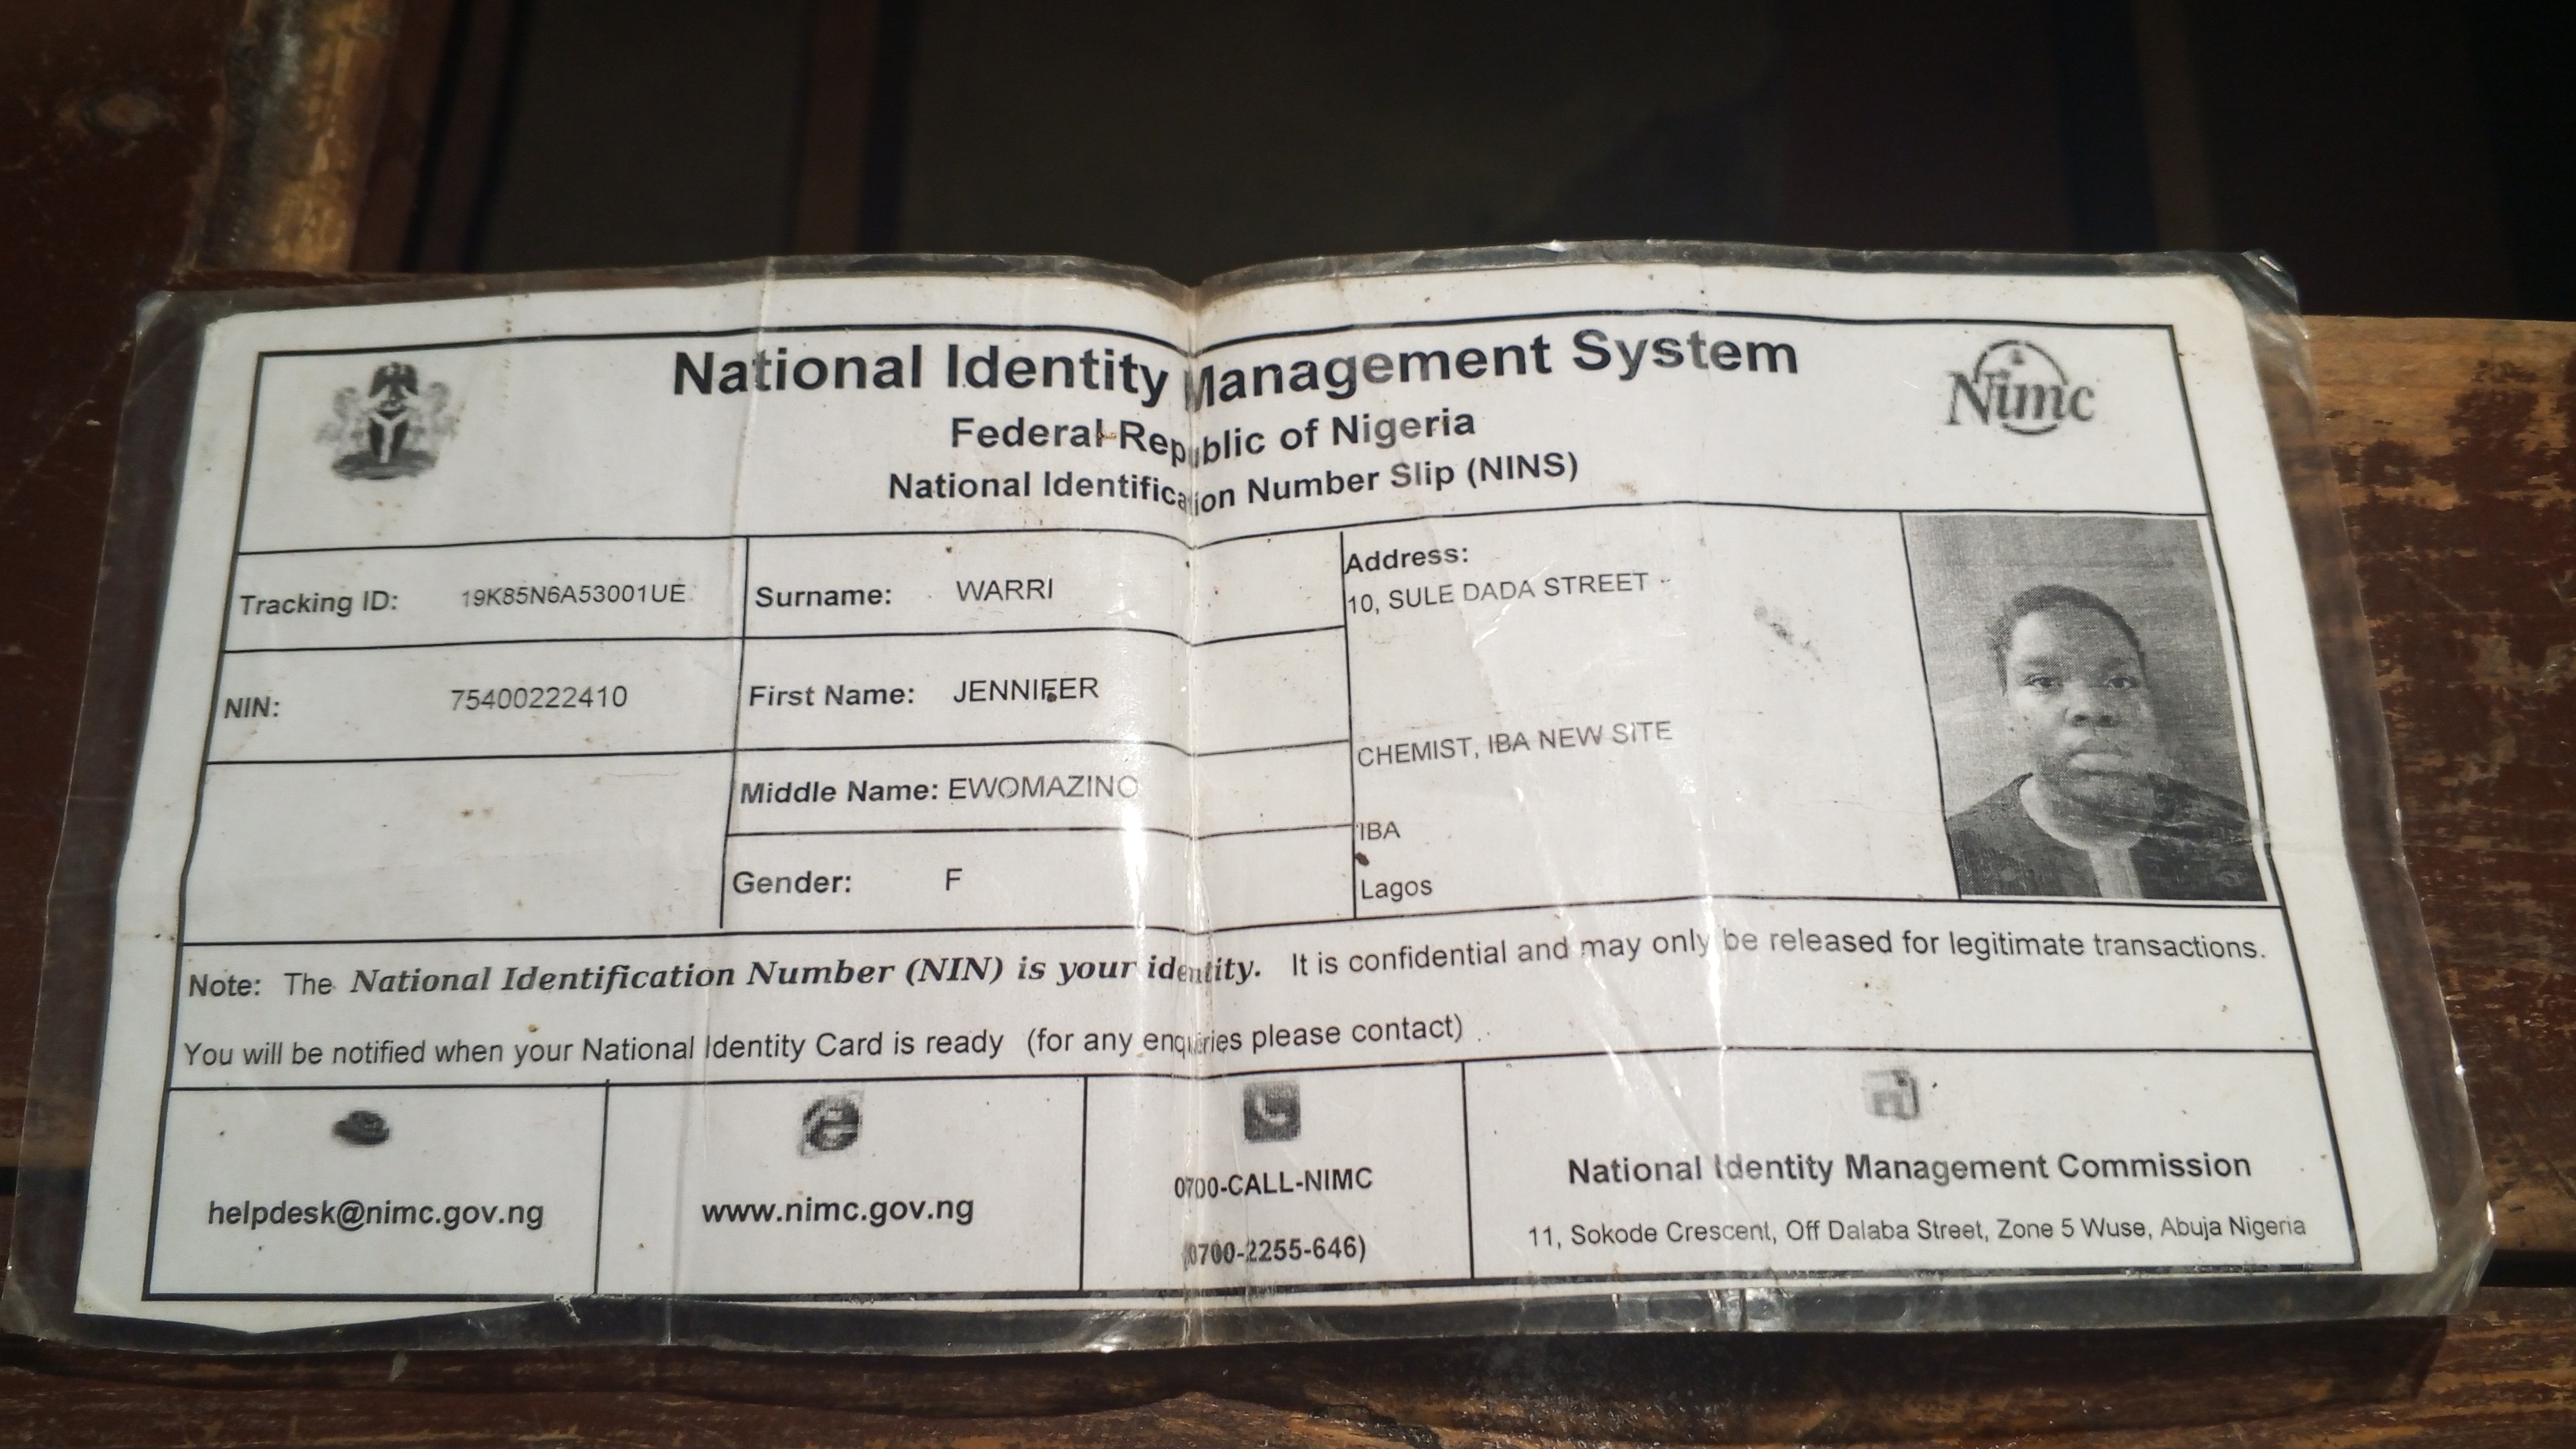 National Identity Management System
Federal Republic of Nigeria
National Identification Number Slip (NINS)
Nimc
Tracking ID: 19K85N6A53001UE
Surname: WARRI
Address:
10, SULE DADA STREET
NIN: 75400222410
First Name: JENNIFER
CHEMIST, IBA NEW SITE
Middle Name: EWOMAZINO
IBA
Gender: F
Lagos
Note: The National Identification Number (NIN) is your identity. It is confidential and may only be released for legitimate transactions.
You will be notified when your National Identity Card is ready (for any enquiries please contact)
helpdesk@nimc.gov.ng
www.nimc.gov.ng
0700-CALL-NIMC
(0700-2255-646)
National Identity Management Commission
11, Sokode Crescent, Off Dalaba Street, Zone 5 Wuse, Abuja Nigeria